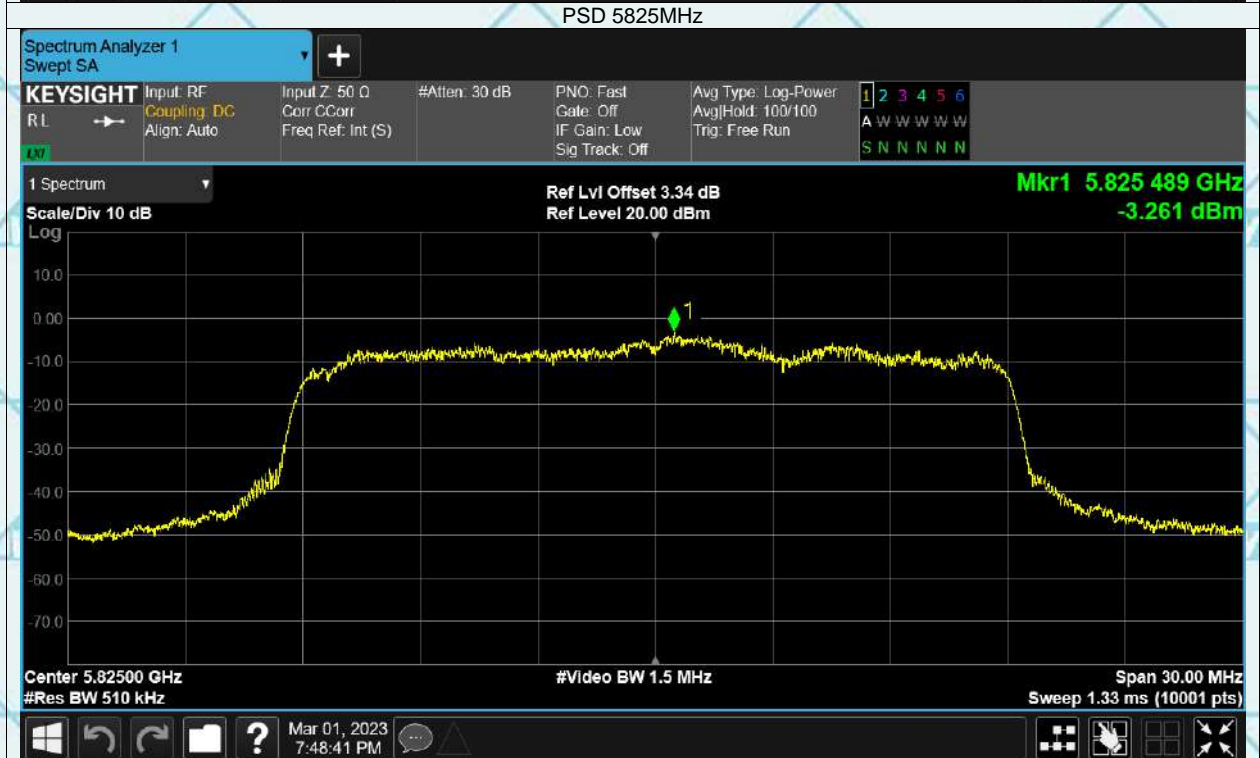 PSD 5825MHz
Spectrum Analyzer 1
Swept SA
KEYSIGHT
RL
LXI
Input: RF
Coupling: DC
Align: Auto
Input Z: 50 Ω
Corr CCorr
Freq Ref: Int (S)
#Atten: 30 dB
PNO: Fast
Gate: Off
IF Gain: Low
Sig Track: Off
Avg Type: Log-Power
Avg|Hold: 100/100
Trig: Free Run
1 2 3 4 5 6
A W W W W W
S N N N N N
1 Spectrum
Scale/Div 10 dB
Log
Ref Lvl Offset 3.34 dB
Ref Level 20.00 dBm
Mkr1 5.825 489 GHz
-3.261 dBm
1
10.0
0.00
-10.0
-20.0
-30.0
-40.0
-50.0
-60.0
-70.0
Center 5.82500 GHz
#Res BW 510 kHz
#Video BW 1.5 MHz
Span 30.00 MHz
Sweep 1.33 ms (10001 pts)
?
Mar 01, 2023
7:48:41 PM